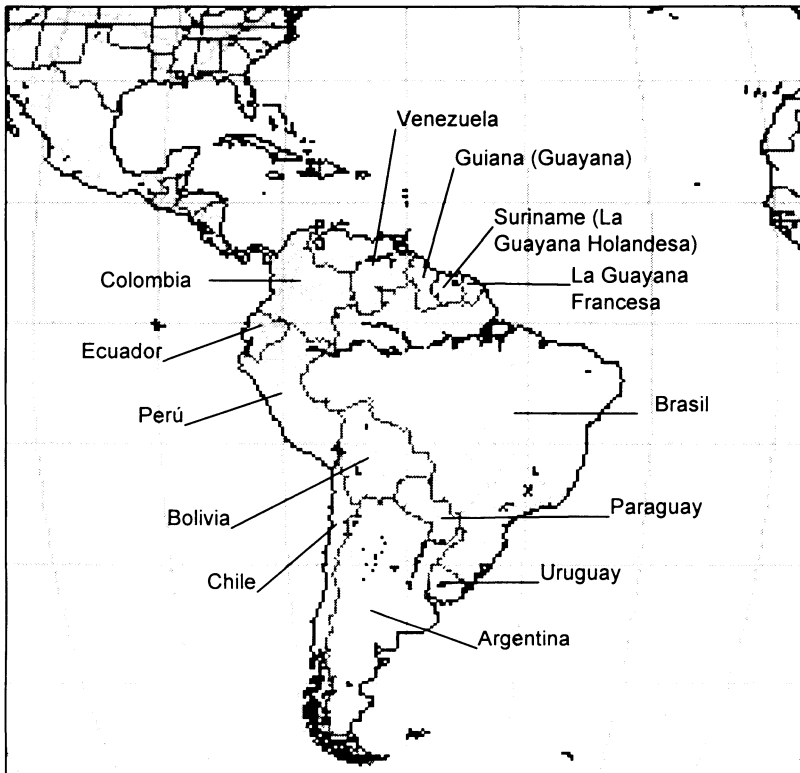 Venezuela
Guiana (Guayana)
Suriname (La
Guayana Holandesa)
La Guayana
Francesa
Colombia
Ecuador
Perú
Brasil
Bolivia
Paraguay
Chile
Uruguay
Argentina